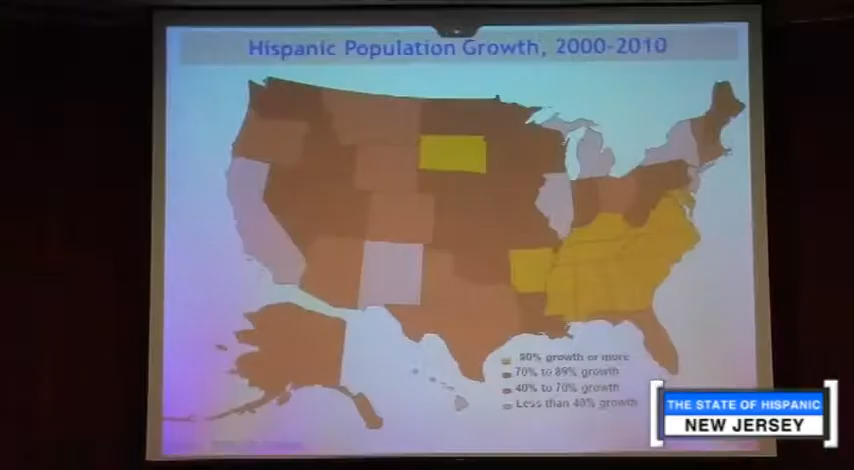 Hispanic Population Growth, 2000-2010
80% growth or more
70% to 89% growth
40% to 70% growth
Less than 40% growth
THE STATE OF HISPANIC
NEW JERSEY